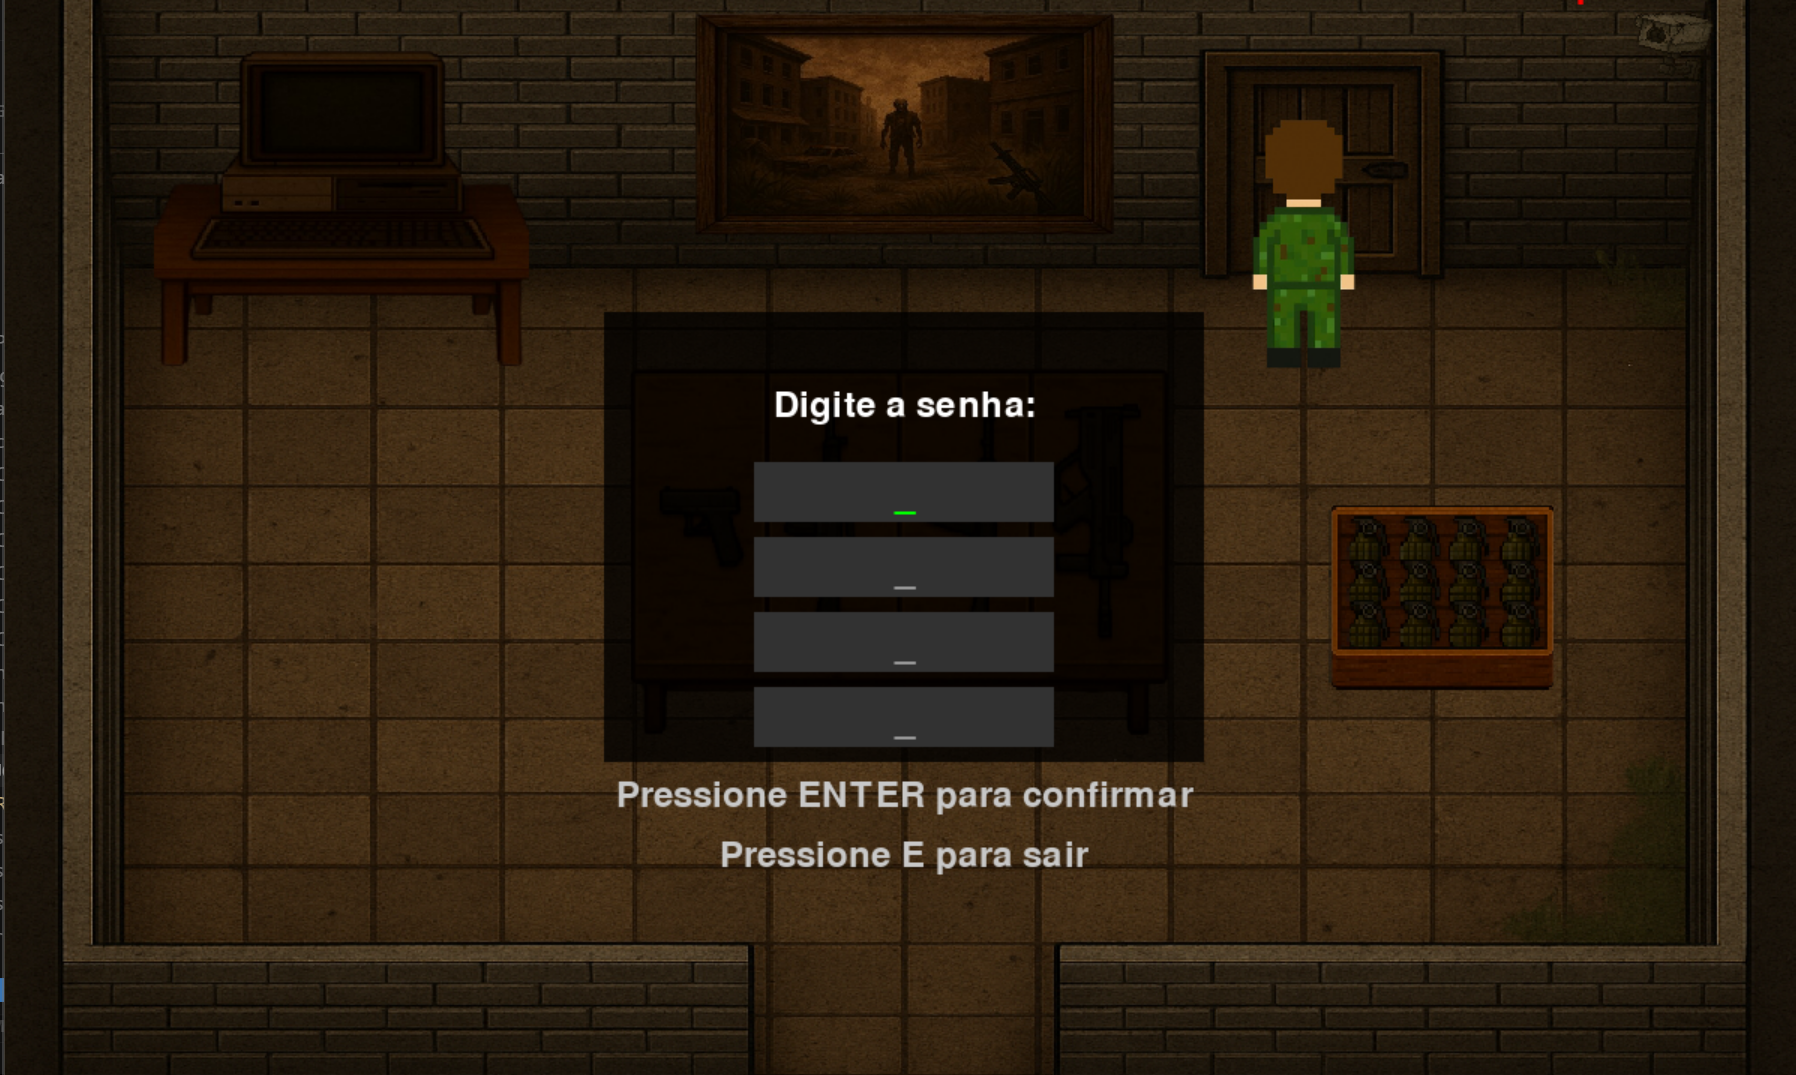 Digite a senha:
_
_
_
_
Pressione ENTER para confirmar
Pressione E para sair